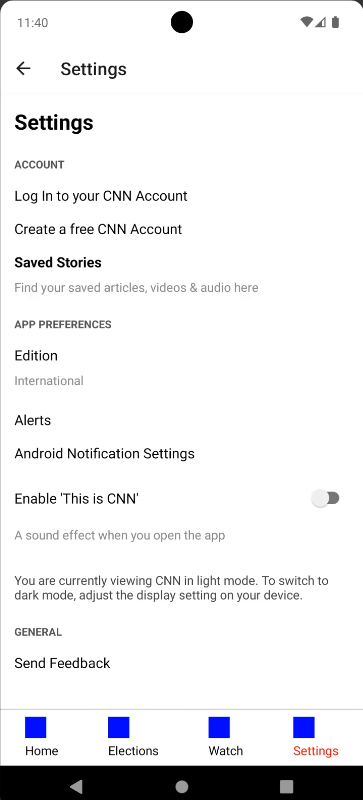 11:40
Settings
Settings
ACCOUNT
Log In to your CNN Account
Create a free CNN Account
Saved Stories
Find your saved articles, videos & audio here
APP PREFERENCES
Edition
International
Alerts
Android Notification Settings
Enable 'This is CNN'
A sound effect when you open the app
You are currently viewing CNN in light mode. To switch to
dark mode, adjust the display setting on your device.
GENERAL
Send Feedback
Home Elections Watch Settings